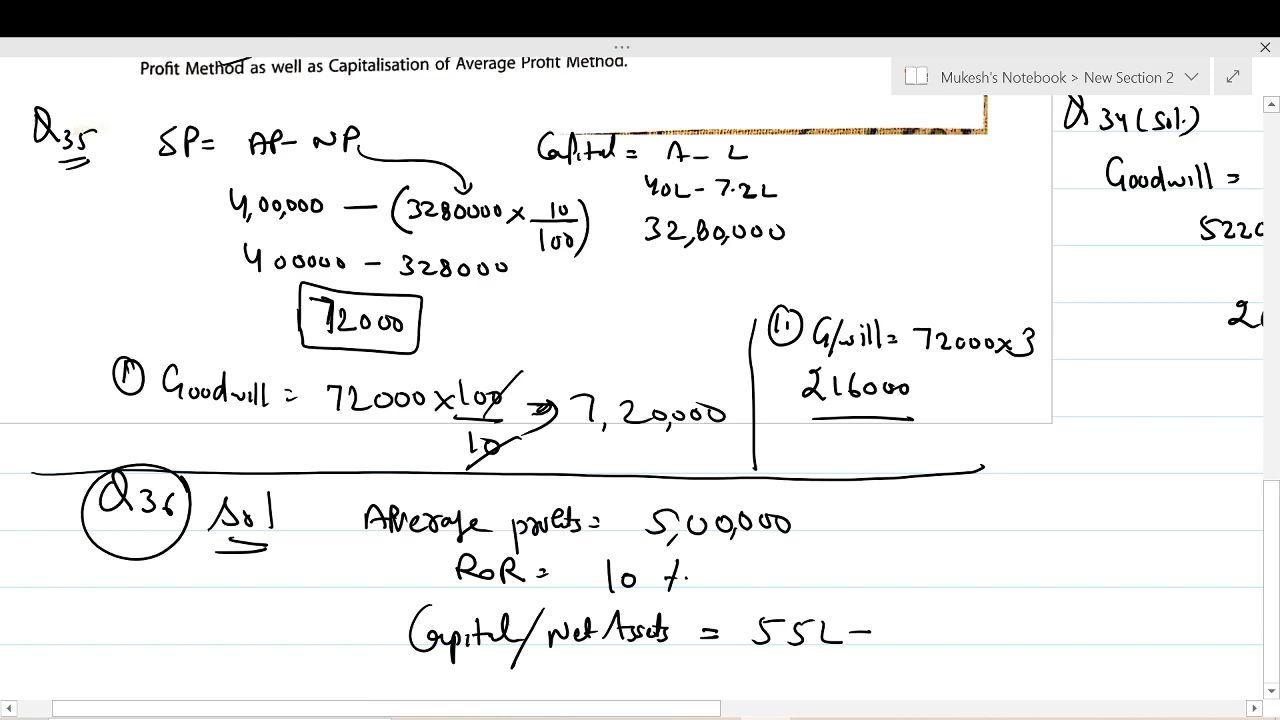 Profit Method as well as Capitalisation of Average Profit Method.
Mukesh's Notebook > New Section 2
Q35
SP= AP- NP
4,00,000 — (3280000 × 10/100)
400000 - 328000
72000
Capital = A - L
40L - 7.2L
32,80,000
Q 34 (Sol.)
Goodwill =
5220
(i) Goodwill = 72000 × 100/10 ⇒ 7,20,000
(ii) G/will = 72000×3
216000
Q36 Sol
Average profits = 5,00,000
RoR = 10 %
Capital/Net Assets = 55L -